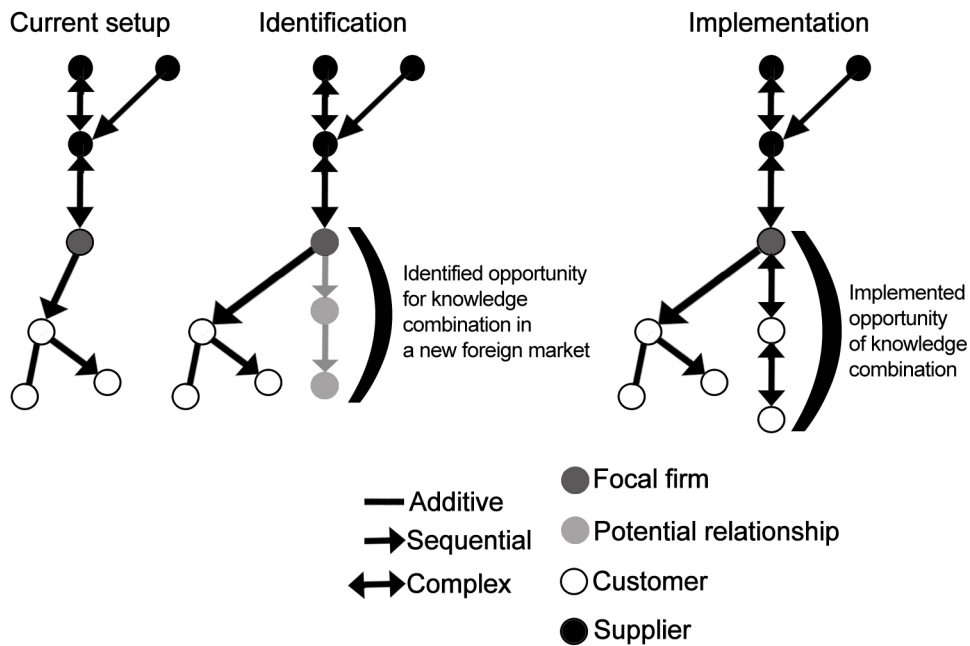 Current setup
Identification
Implementation
Identified opportunity
for knowledge
combination in
a new foreign market
Implemented
opportunity
of knowledge
combination
Additive
Sequential
Complex
Focal firm
Potential relationship
Customer
Supplier